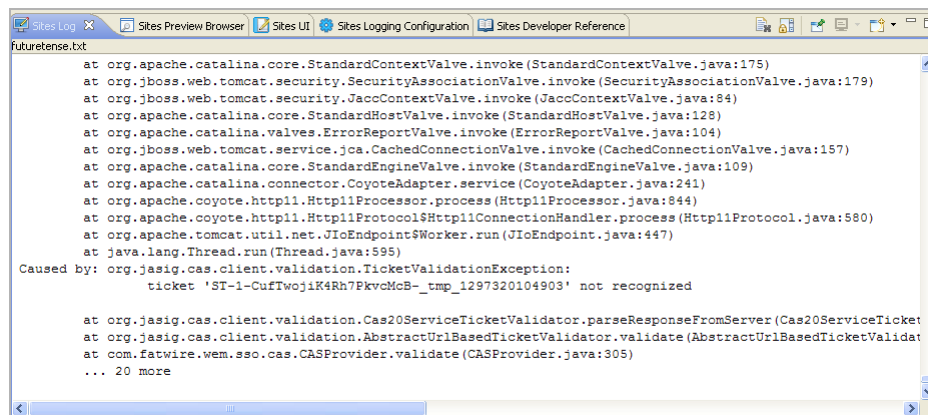 Sites Log Sites Preview Browser Sites UI Sites Logging Configuration Sites Developer Reference
futuretense.txt
at org.apache.catalina.core.StandardContextValve.invoke(StandardContextValve.java:175)
at org.jboss.web.tomcat.security.SecurityAssociationValve.invoke(SecurityAssociationValve.java:179)
at org.jboss.web.tomcat.security.JaccContextValve.invoke(JaccContextValve.java:84)
at org.apache.catalina.core.StandardHostValve.invoke(StandardHostValve.java:128)
at org.apache.catalina.valves.ErrorReportValve.invoke(ErrorReportValve.java:104)
at org.jboss.web.tomcat.service.jca.CachedConnectionValve.invoke(CachedConnectionValve.java:157)
at org.apache.catalina.core.StandardEngineValve.invoke(StandardEngineValve.java:109)
at org.apache.catalina.connector.CoyoteAdapter.service(CoyoteAdapter.java:241)
at org.apache.coyote.http11.Http11Processor.process(Http11Processor.java:844)
at org.apache.coyote.http11.Http11Protocol$Http11ConnectionHandler.process(Http11Protocol.java:580)
at org.apache.tomcat.util.net.JIoEndpoint$Worker.run(JIoEndpoint.java:447)
at java.lang.Thread.run(Thread.java:595)
Caused by: org.jasig.cas.client.validation.TicketValidationException:
ticket 'ST-1-CufTwojiK4Rh7PkvcMcB-_tmp_1297320104903' not recognized
at org.jasig.cas.client.validation.Cas20ServiceTicketValidator.parseResponseFromServer(Cas20ServiceTicket
at org.jasig.cas.client.validation.AbstractUrlBasedTicketValidator.validate(AbstractUrlBasedTicketValidat
at com.fatwire.wem.sso.cas.CASProvider.validate(CASProvider.java:305)
... 20 more